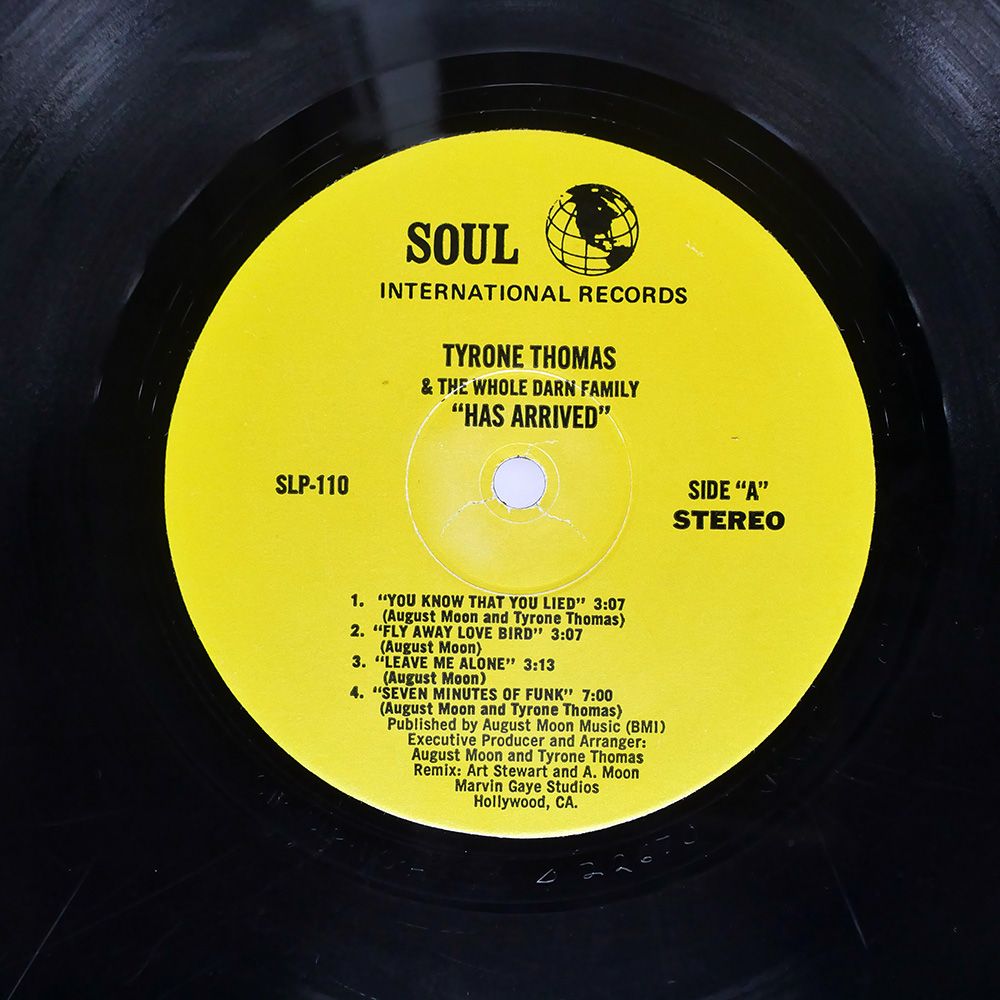 SOUL
INTERNATIONAL RECORDS
TYRONE THOMAS
& THE WHOLE DARN FAMILY
"HAS ARRIVED"
SLP-110
SIDE "A"
STEREO
1. "YOU KNOW THAT YOU LIED" 3:07
(August Moon and Tyrone Thomas)
2. "FLY AWAY LOVE BIRD" 3:07
(August Moon)
3. "LEAVE ME ALONE" 3:13
(August Moon)
4. "SEVEN MINUTES OF FUNK" 7:00
(August Moon and Tyrone Thomas)
Published by August Moon Music (BMI)
Executive Producer and Arranger:
August Moon and Tyrone Thomas
Remix: Art Stewart and A. Moon
Marvin Gaye Studios
Hollywood, CA.